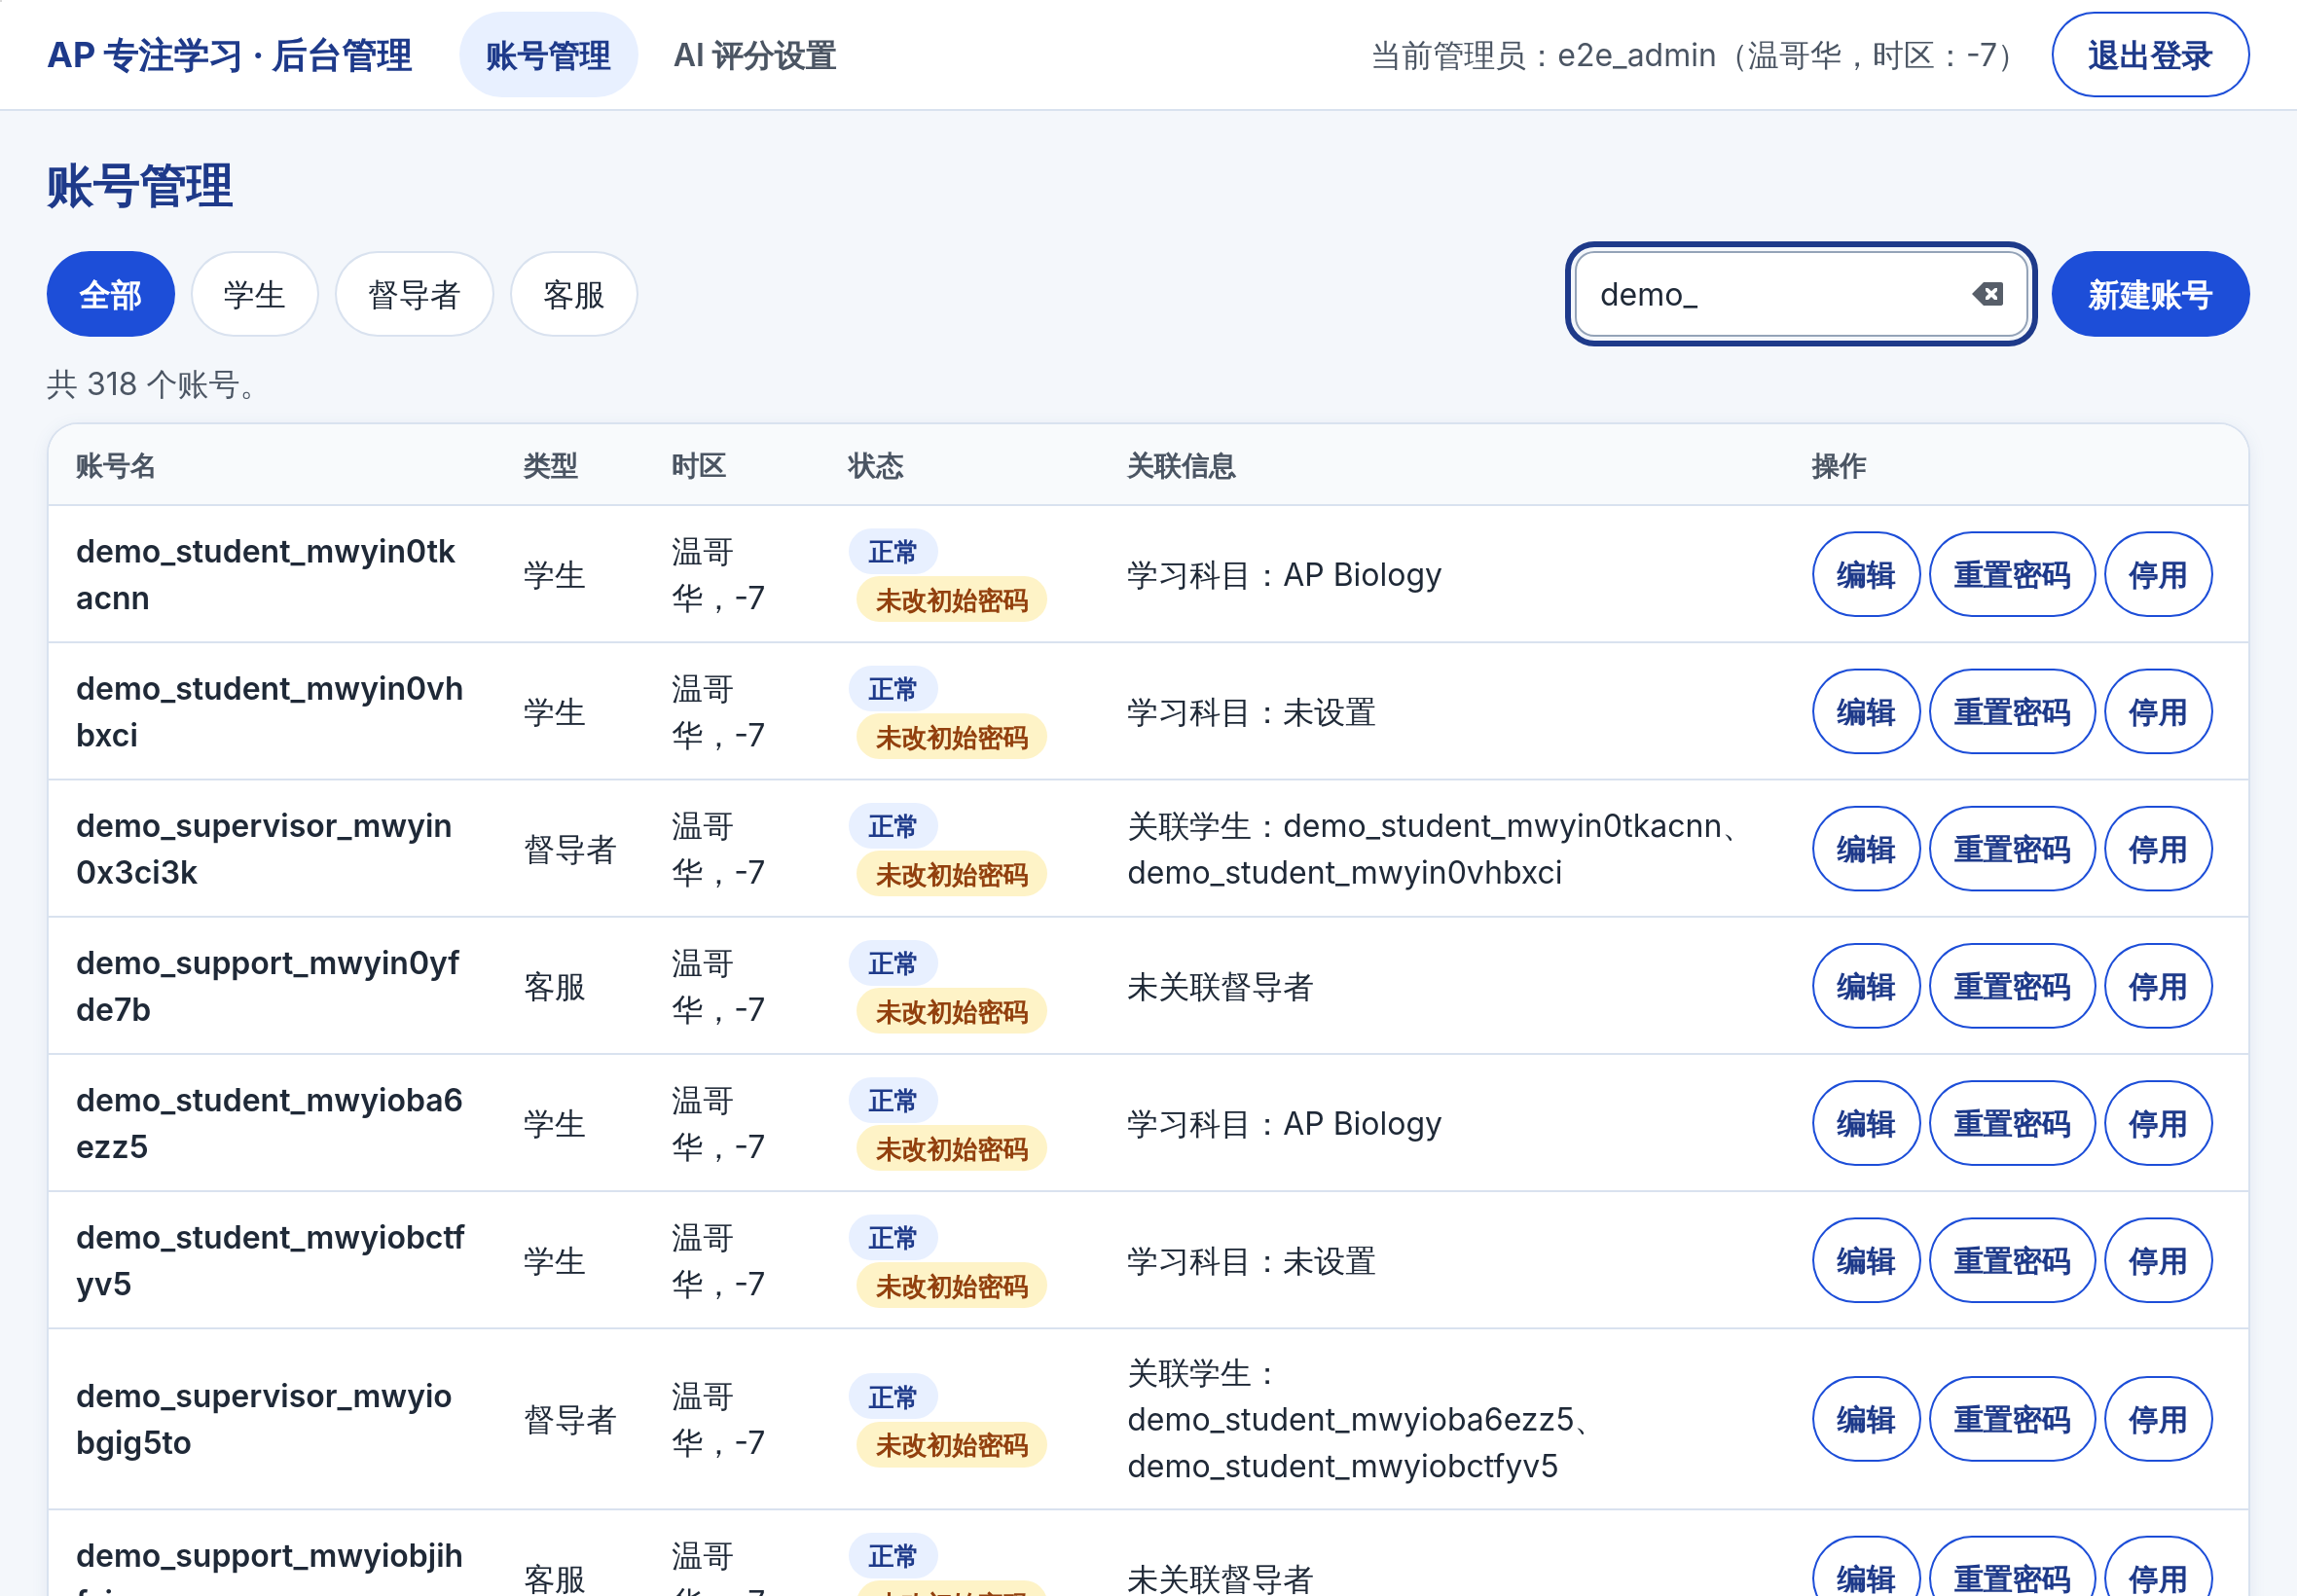 AP 专注学习 · 后台管理 账号管理 AI 评分设置 当前管理员：e2e_admin（温哥华，时区：-7） 退出登录
账号管理
全部 学生 督导者 客服 demo_ 新建账号
共 318 个账号。
账号名 类型 时区 状态 关联信息 操作
demo_student_mwyin0tk
acnn
学生
温哥
华，-7
正常
未改初始密码
学习科目：AP Biology
编辑 重置密码 停用
demo_student_mwyin0vh
bxci
学生
温哥
华，-7
正常
未改初始密码
学习科目：未设置
编辑 重置密码 停用
demo_supervisor_mwyin
0x3ci3k
督导者
温哥
华，-7
正常
未改初始密码
关联学生：demo_student_mwyin0tkacnn、
demo_student_mwyin0vhbxci
编辑 重置密码 停用
demo_support_mwyin0yf
de7b
客服
温哥
华，-7
正常
未改初始密码
未关联督导者
编辑 重置密码 停用
demo_student_mwyioba6
ezz5
学生
温哥
华，-7
正常
未改初始密码
学习科目：AP Biology
编辑 重置密码 停用
demo_student_mwyiobctf
yv5
学生
温哥
华，-7
正常
未改初始密码
学习科目：未设置
编辑 重置密码 停用
demo_supervisor_mwyio
bgig5to
督导者
温哥
华，-7
正常
未改初始密码
关联学生：
demo_student_mwyioba6ezz5、
demo_student_mwyiobctfyv5
编辑 重置密码 停用
demo_support_mwyiobjih
客服
温哥
正常
未关联督导者
编辑 重置密码 停用